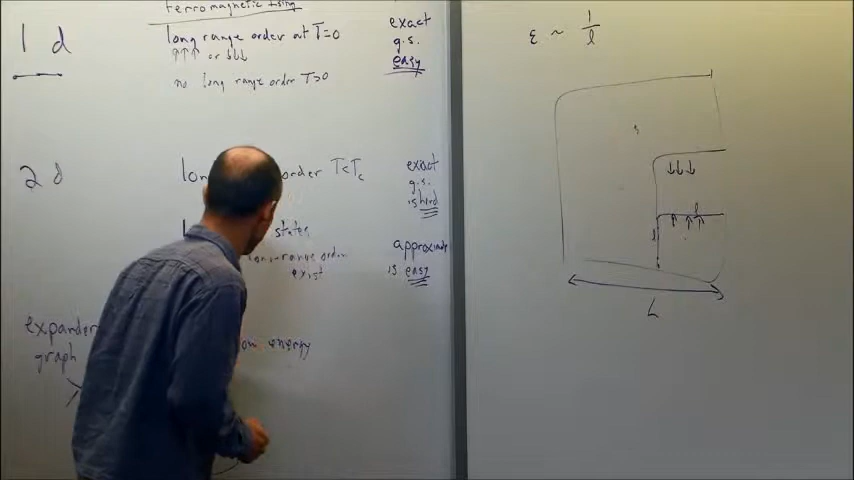 ferromagnetic Ising
1 d
long range order at T=0
↑↑↑ or ↓↓↓
no long range order T>0
exact
g.s.
easy
2 d
order T<Tc
exact
g.s.
is hard
states
long-range order
exist
approximate
is easy
expander
graph
low energy
ε ~ 1/l
↓↓↓
l
↑↑↑
l
L